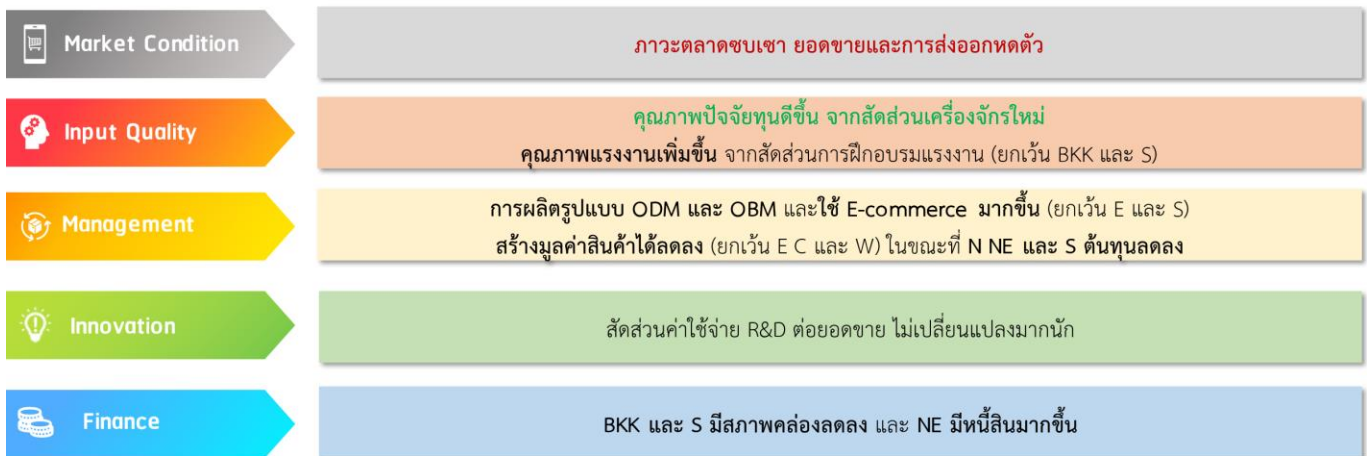 Market Condition
ภาวะตลาดซบเซา ยอดขายและการส่งออกหดตัว
Input Quality
คุณภาพปัจจัยทุนดีขึ้น จากสัดส่วนเครื่องจักรใหม่
คุณภาพแรงงานเพิ่มขึ้น จากสัดส่วนการฝึกอบรมแรงงาน (ยกเว้น BKK และ S)
Management
การผลิตรูปแบบ ODM และ OBM และใช้ E-commerce มากขึ้น (ยกเว้น E และ S)
สร้างมูลค่าสินค้าได้ลดลง (ยกเว้น E C และ W) ในขณะที่ N NE และ S ต้นทุนลดลง
Innovation
สัดส่วนค่าใช้จ่าย R&D ต่อยอดขาย ไม่เปลี่ยนแปลงมากนัก
Finance
BKK และ S มีสภาพคล่องลดลง และ NE มีหนี้สินมากขึ้น